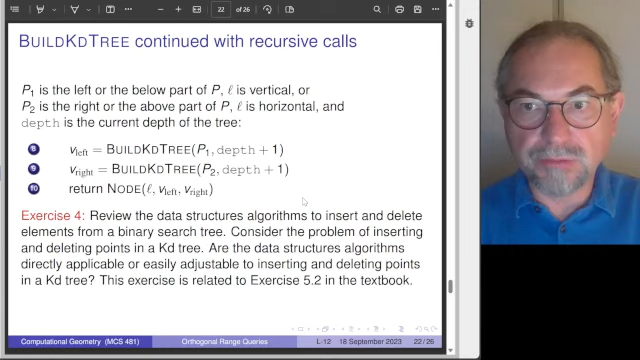 22 of 26
BUILDKDTREE continued with recursive calls
P1 is the left or the below part of P, ℓ is vertical, or
P2 is the right or the above part of P, ℓ is horizontal, and
depth is the current depth of the tree:
8 vleft = BUILDKDTREE(P1, depth + 1)
9 vright = BUILDKDTREE(P2, depth + 1)
10 return NODE(ℓ, vleft, vright)
Exercise 4: Review the data structures algorithms to insert and delete
elements from a binary search tree. Consider the problem of inserting
and deleting points in a Kd tree. Are the data structures algorithms
directly applicable or easily adjustable to inserting and deleting points
in a Kd tree? This exercise is related to Exercise 5.2 in the textbook.
Computational Geometry (MCS 481) Orthogonal Range Queries L-12 18 September 2023 22 / 26